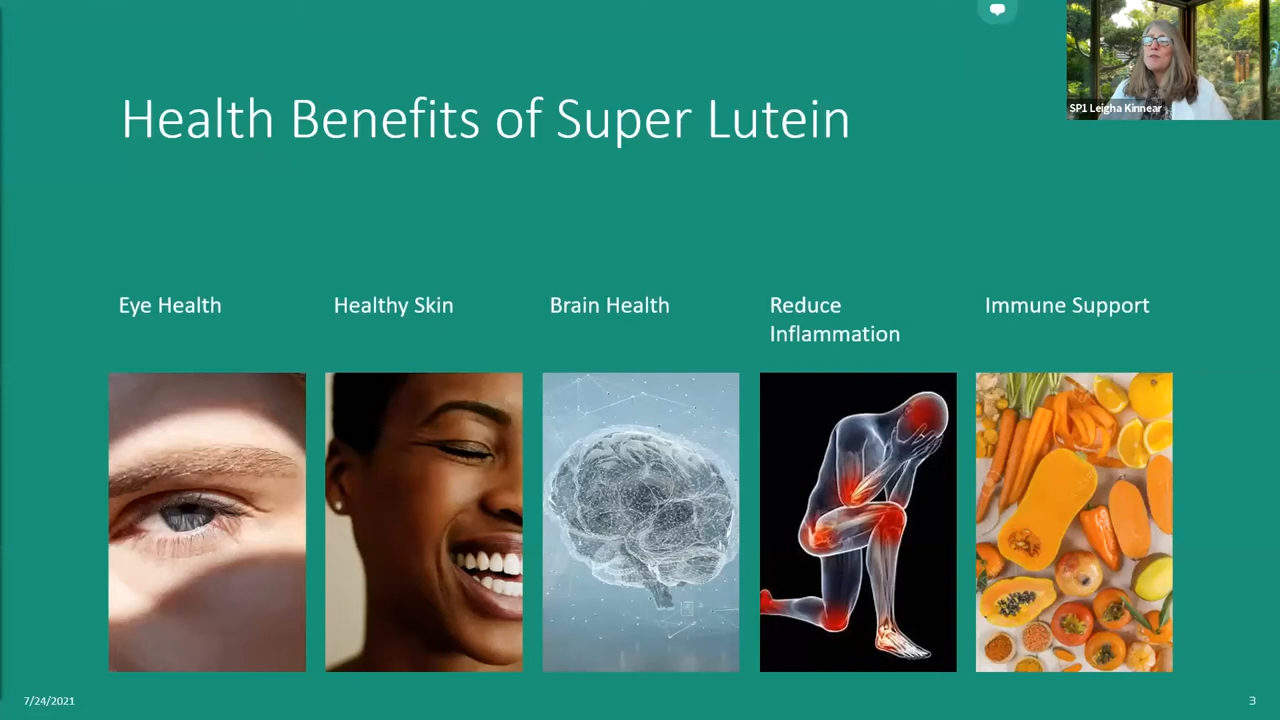 SP1 Leigha Kinnear
Health Benefits of Super Lutein
Eye Health
Healthy Skin
Brain Health
Reduce
Inflammation
Immune Support
7/24/2021
3